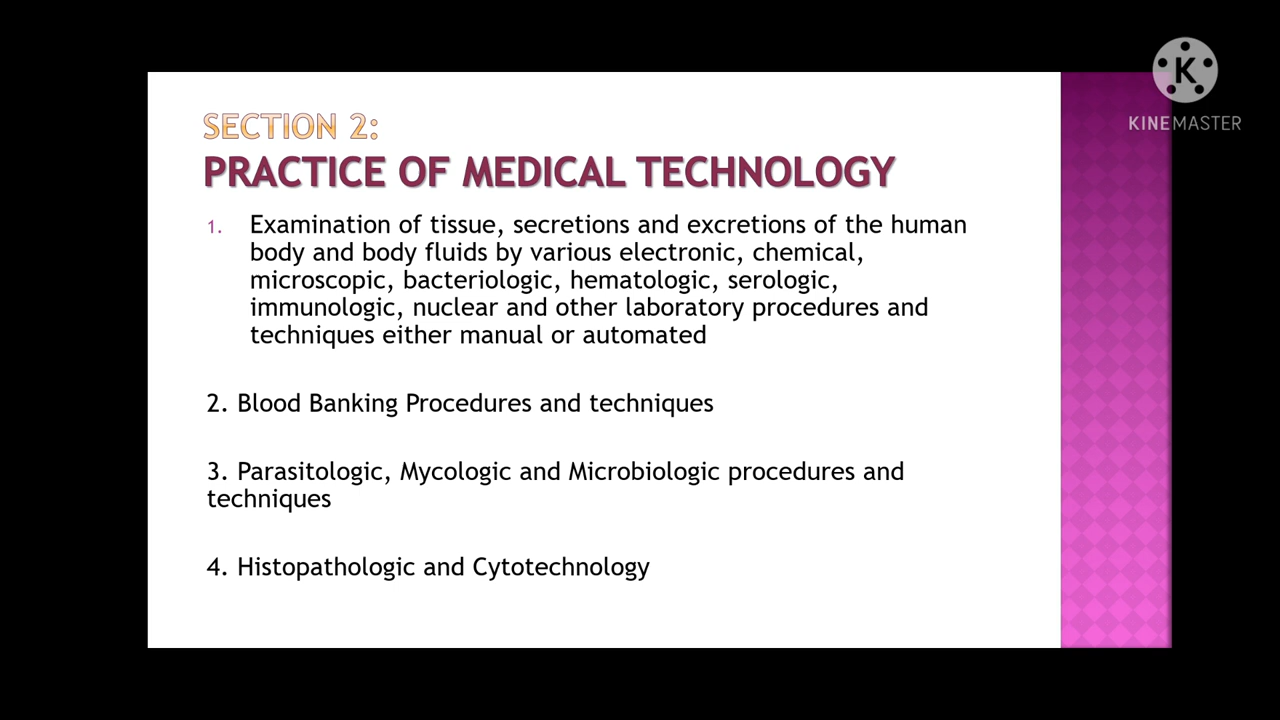 SECTION 2:
PRACTICE OF MEDICAL TECHNOLOGY
1. Examination of tissue, secretions and excretions of the human
body and body fluids by various electronic, chemical,
microscopic, bacteriologic, hematologic, serologic,
immunologic, nuclear and other laboratory procedures and
techniques either manual or automated
2. Blood Banking Procedures and techniques
3. Parasitologic, Mycologic and Microbiologic procedures and
techniques
4. Histopathologic and Cytotechnology
K
KINEMASTER